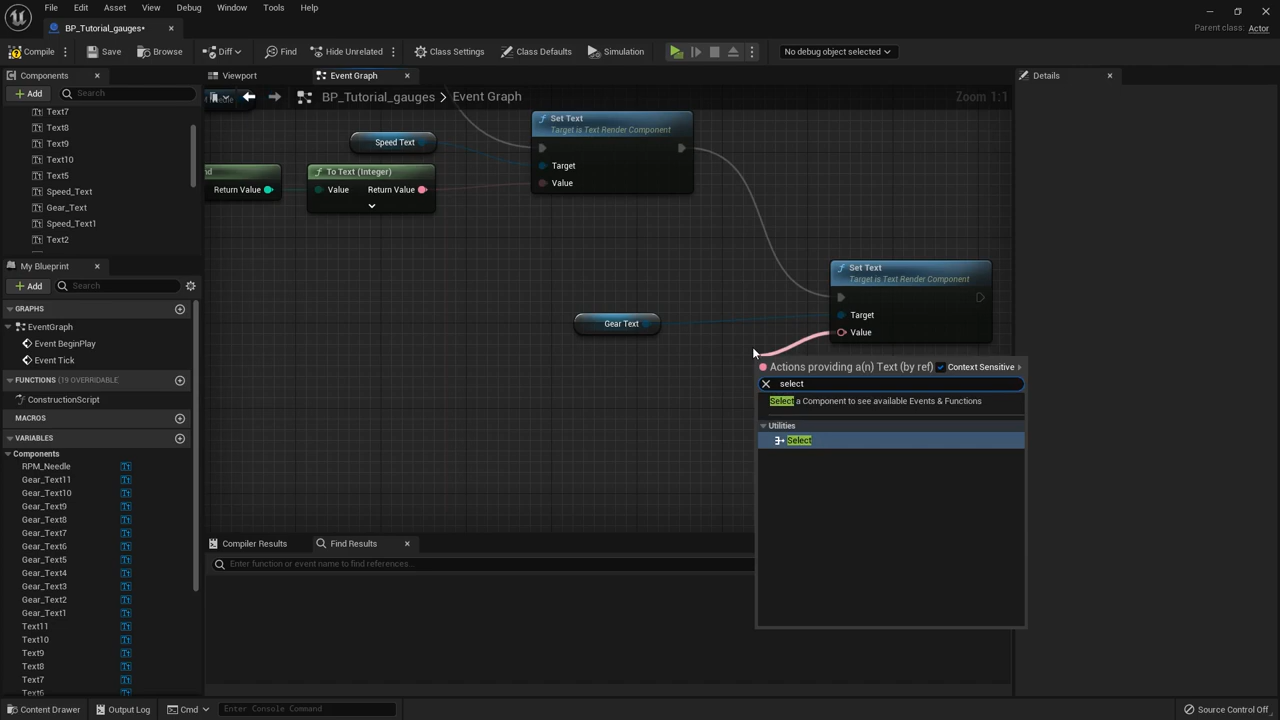 File Edit Asset View Debug Window Tools Help
BP_Tutorial_gauges•
Parent class: Actor
Compile Save Browse Diff Find Hide Unrelated Class Settings Class Defaults Simulation No debug object selected
Components Viewport Event Graph Details
Add Search
BP_Tutorial_gauges > Event Graph Zoom 1:1
Text7
Text8
Text9
Text10
Text5
Speed_Text
Gear_Text
Speed_Text1
Text2
Set Text
Target is Text Render Component
Target
Value
Speed Text
Return Value
To Text (Integer)
Value Return Value
Set Text
Target is Text Render Component
Target
Value
Gear Text
Actions providing a(n) Text (by ref) Context Sensitive
select
Select a Component to see available Events & Functions
Utilities
Select
My Blueprint
Add Search
GRAPHS
EventGraph
Event BeginPlay
Event Tick
FUNCTIONS (19 OVERRIDABLE
ConstructionScript
MACROS
VARIABLES
Components
RPM_Needle
Gear_Text11
Gear_Text10
Gear_Text9
Gear_Text8
Gear_Text7
Gear_Text6
Gear_Text5
Gear_Text4
Gear_Text3
Gear_Text2
Gear_Text1
Text11
Text10
Text9
Text8
Text7
Text6
Compiler Results Find Results
Enter function or event name to find references...
Content Drawer Output Log Cmd Enter Console Command Source Control Off